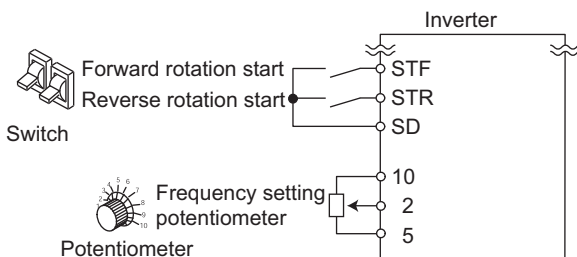 Inverter
Forward rotation start
STF
Reverse rotation start
STR
Switch
SD
10
Frequency setting
potentiometer
2
5
Potentiometer
1 2 3 4 5 6 7 8 9 10